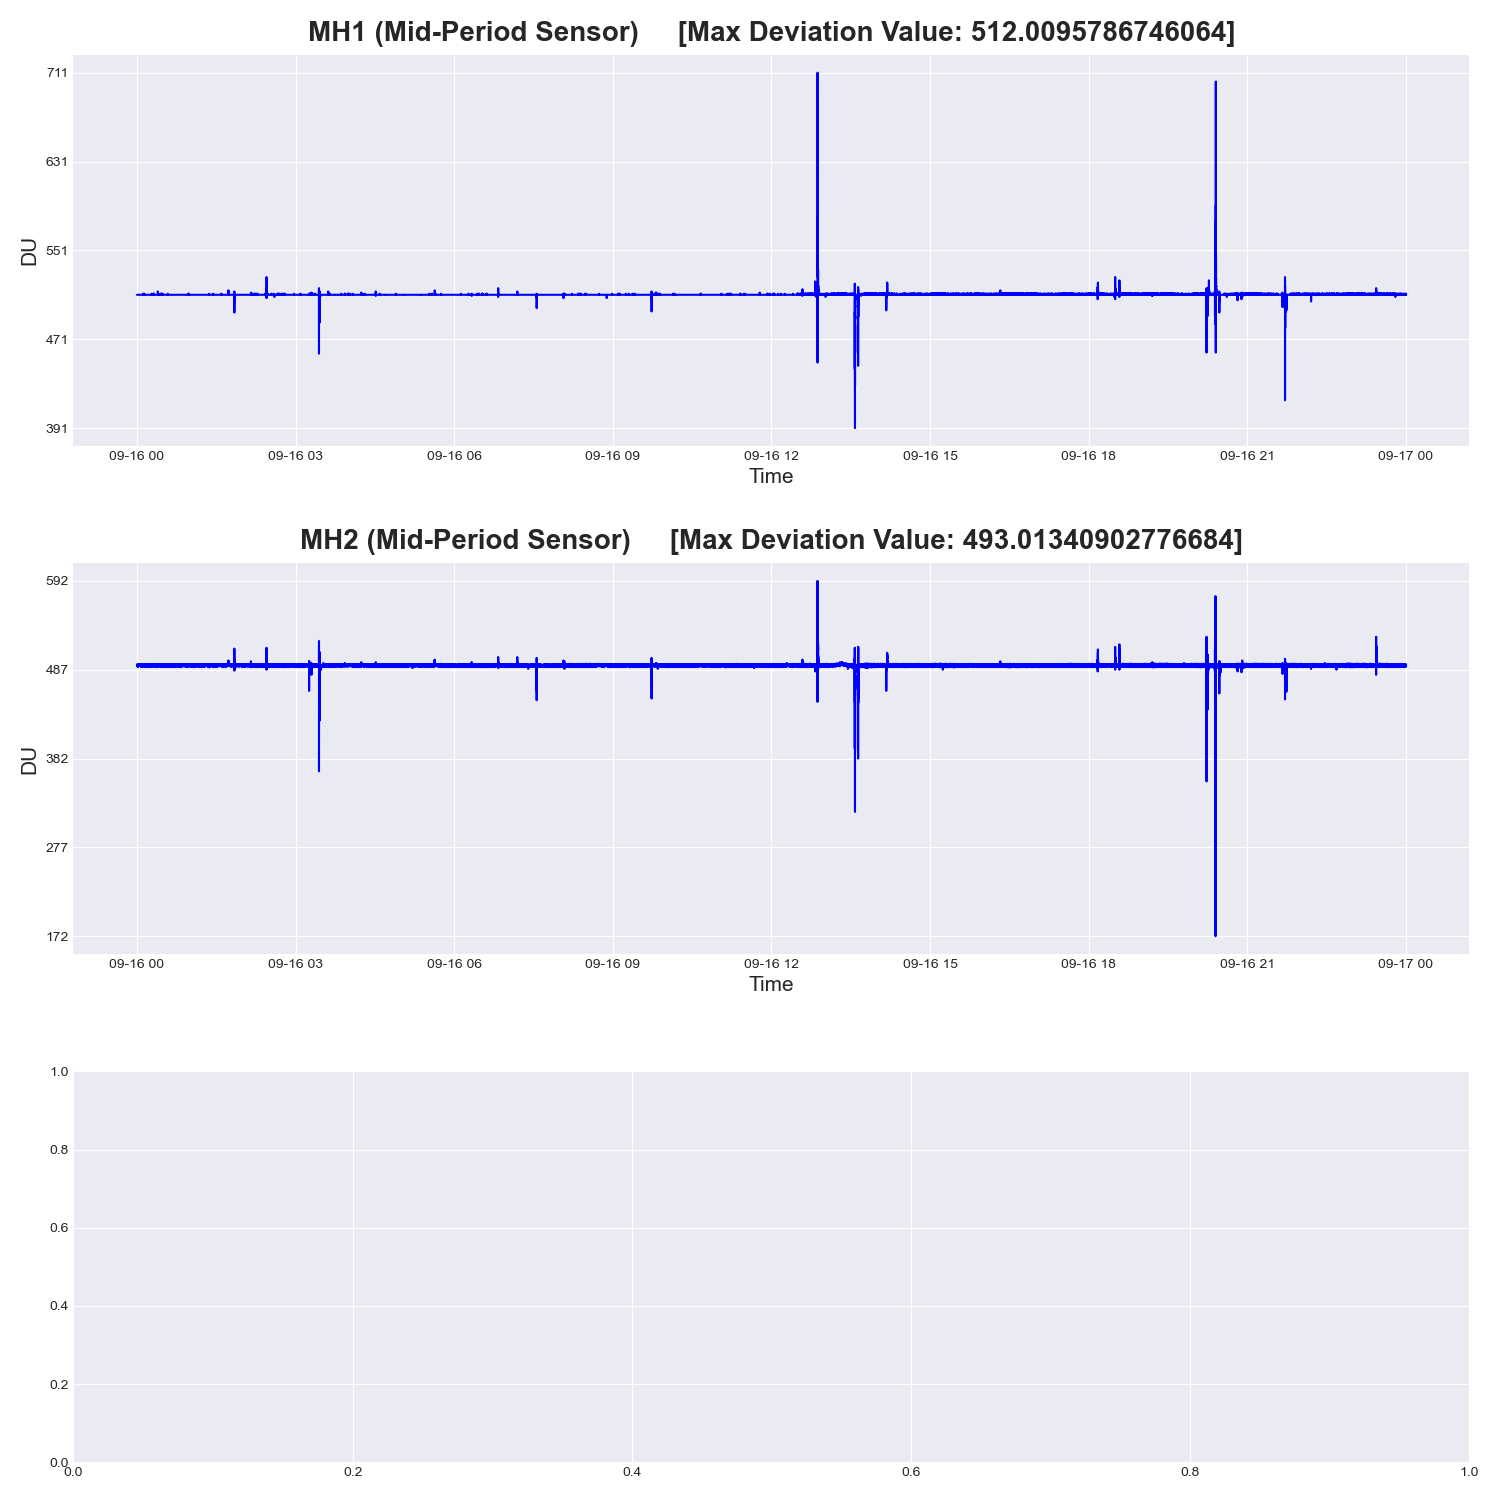 MH1 (Mid-Period Sensor) [Max Deviation Value: 512.0095786746064]
711
631
551
471
391
DU
09-16 00 09-16 03 09-16 06 09-16 09 09-16 12 09-16 15 09-16 18 09-16 21 09-17 00
Time
MH2 (Mid-Period Sensor) [Max Deviation Value: 493.01340902776684]
592
487
382
277
172
DU
09-16 00 09-16 03 09-16 06 09-16 09 09-16 12 09-16 15 09-16 18 09-16 21 09-17 00
Time
1.0
0.8
0.6
0.4
0.2
0.0
0.0 0.2 0.4 0.6 0.8 1.0